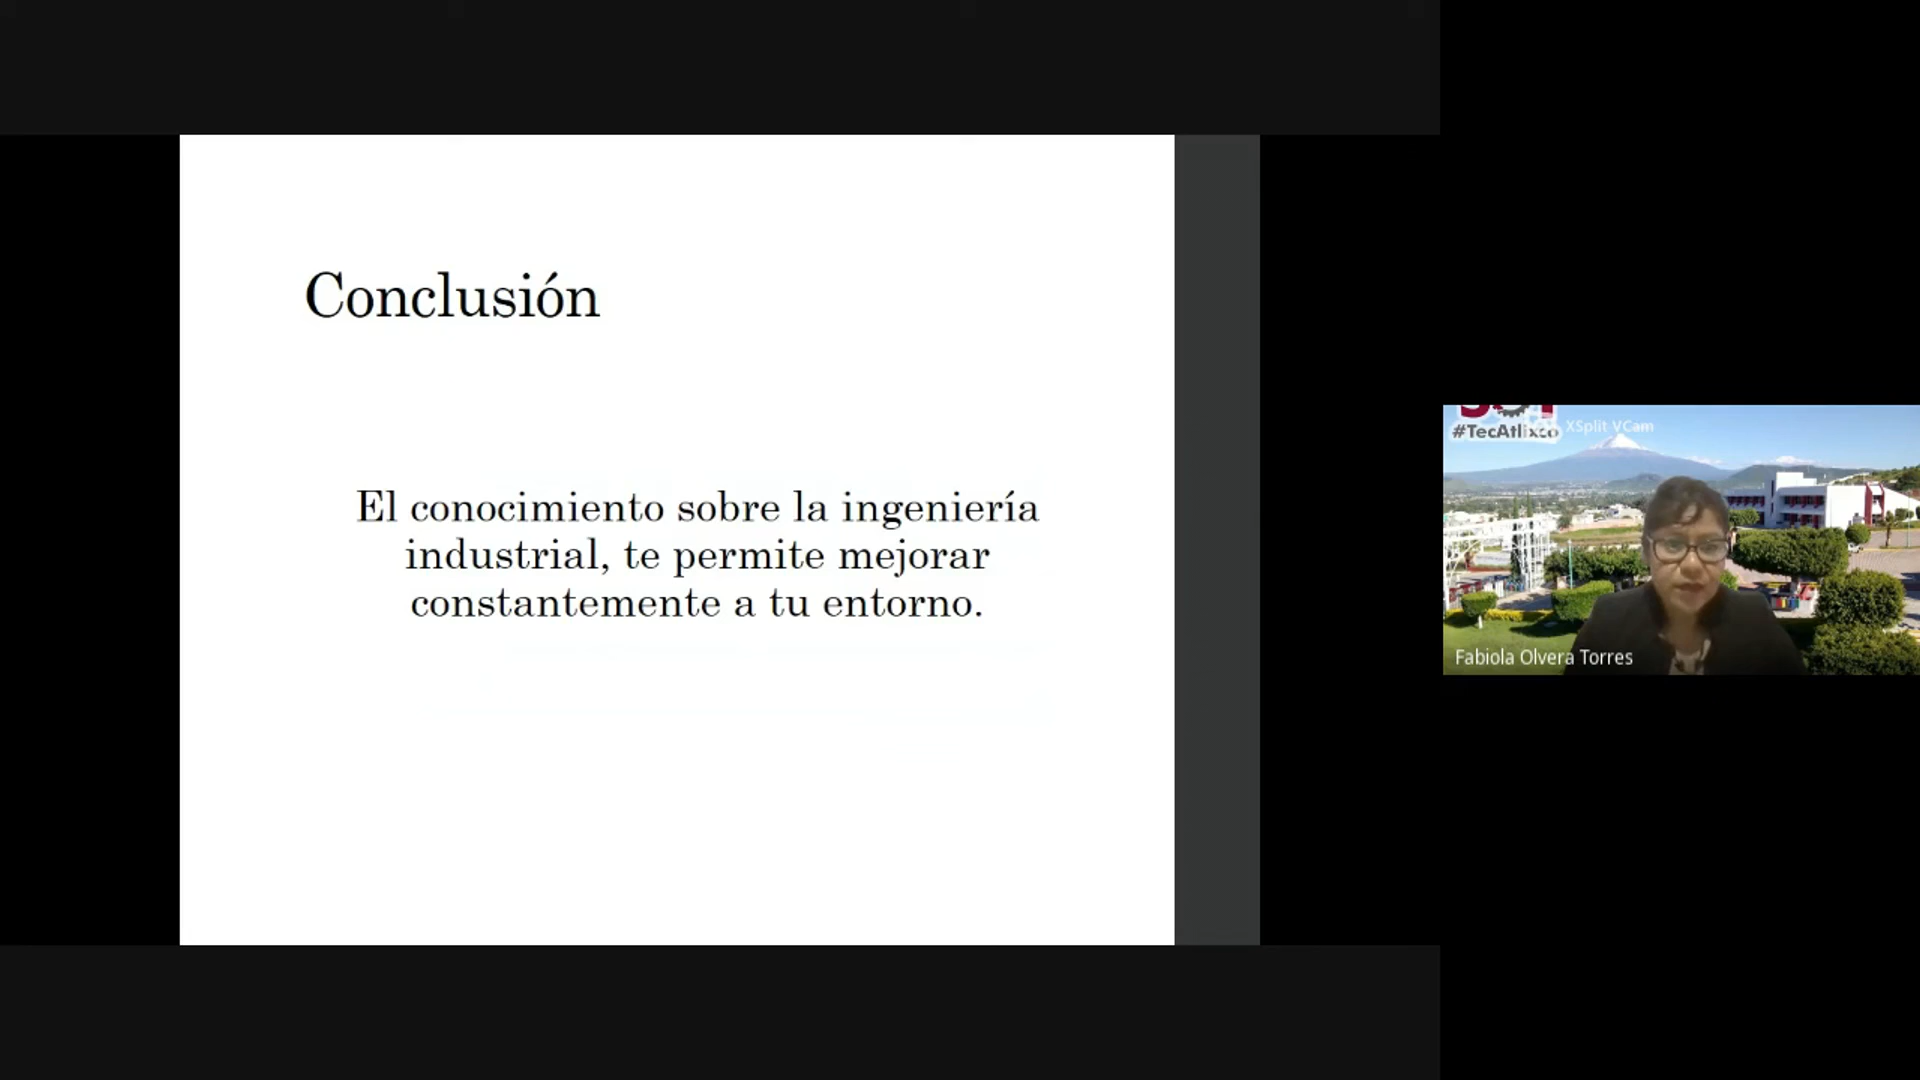 Conclusión
El conocimiento sobre la ingeniería
industrial, te permite mejorar
constantemente a tu entorno.
#TecAtlixco
XSplit VCam
Fabiola Olvera Torres